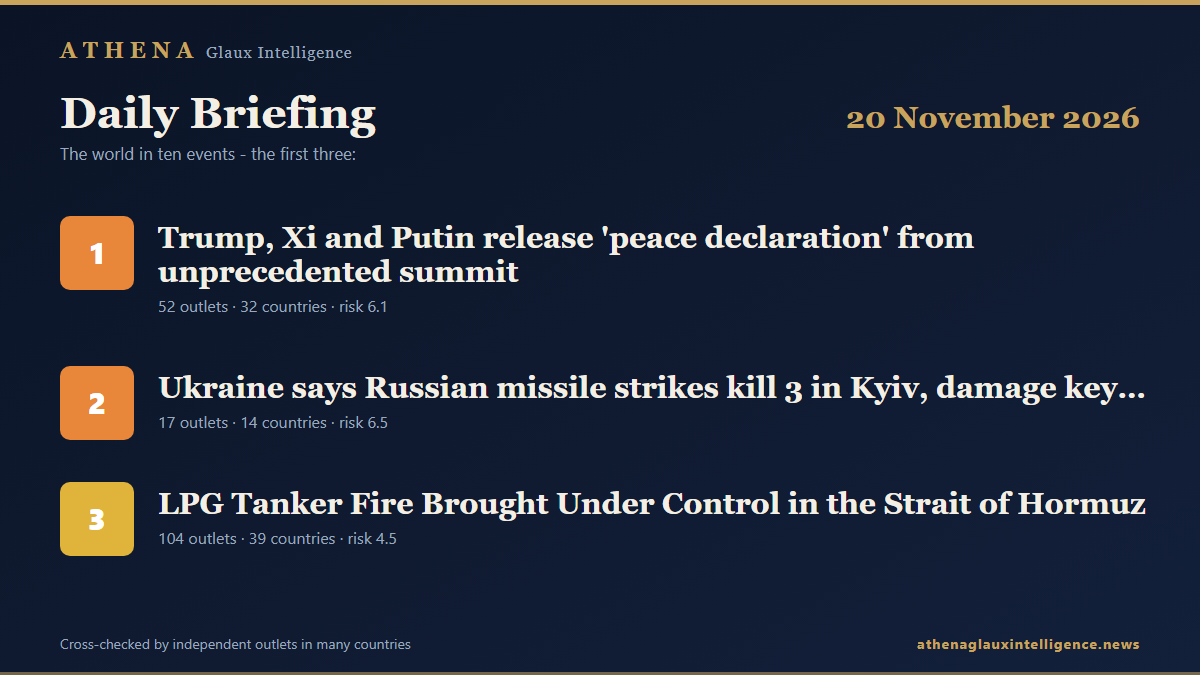 ATHENA Glaux Intelligence
Daily Briefing
20 November 2026
The world in ten events - the first three:
1
Trump, Xi and Putin release 'peace declaration' from
unprecedented summit
52 outlets · 32 countries · risk 6.1
2
Ukraine says Russian missile strikes kill 3 in Kyiv, damage key...
17 outlets · 14 countries · risk 6.5
3
LPG Tanker Fire Brought Under Control in the Strait of Hormuz
104 outlets · 39 countries · risk 4.5
Cross-checked by independent outlets in many countries
athenaglauxintelligence.news